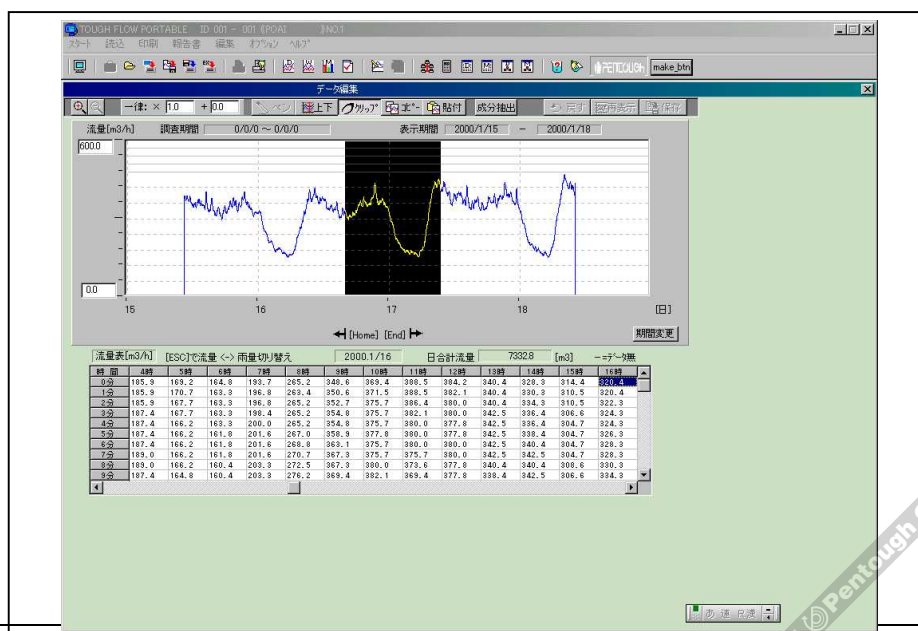 TOUGH FLOW PORTABLE ID 001 - 001 (POAI )NO.1
スタート 読込 印刷 報告書 編集 オプション ヘルプ
PENTOUGH make_btn
データ編集
一律: × 1.0 + 0.0 ペン 上下 クリップ コピー 貼付 成分抽出 戻す 再表示 保存
流量[m3/h] 調査期間 0/0/0 ～ 0/0/0 表示期間 2000/1/15 - 2000/1/18
600.0
0.0
15 16 17 18 [日]
[Home] [End]
期間変更
流量表[m3/h] [ESC]で流量 <-> 雨量切り替え 2000.1/16 日合計流量 7332.8 [m3] - =データ無
時 間 4時 5時 6時 7時 8時 9時 10時 11時 12時 13時 14時 15時 16時
0分 185.9 169.2 164.8 193.7 265.2 348.6 369.4 388.5 384.2 340.4 328.3 314.4 320.4
1分 185.9 170.7 163.3 196.8 263.4 350.6 371.5 388.5 382.1 340.4 330.3 310.5 320.4
2分 185.9 167.7 163.3 196.8 265.2 352.7 375.7 386.4 380.0 340.4 334.3 310.5 322.3
3分 187.4 167.7 163.3 198.4 265.2 354.8 375.7 382.1 380.0 342.5 336.4 306.6 324.3
4分 187.4 166.2 163.3 200.0 265.2 354.8 375.7 380.0 377.8 342.5 336.4 304.7 324.3
5分 187.4 166.2 161.8 201.6 267.0 358.9 377.8 380.0 377.8 342.5 338.4 304.7 326.3
6分 187.4 166.2 161.8 201.6 268.8 363.1 375.7 380.0 380.0 342.5 340.4 304.7 328.3
7分 189.0 166.2 161.8 201.6 270.7 367.3 375.7 375.7 380.0 342.5 342.5 304.7 328.3
8分 189.0 166.2 160.4 203.3 272.5 367.3 380.0 373.6 377.8 340.4 340.4 308.6 330.3
9分 187.4 164.8 160.4 203.3 276.2 369.4 382.1 369.4 377.8 338.4 342.5 306.6 334.3
あ 連 R漢
Pentough